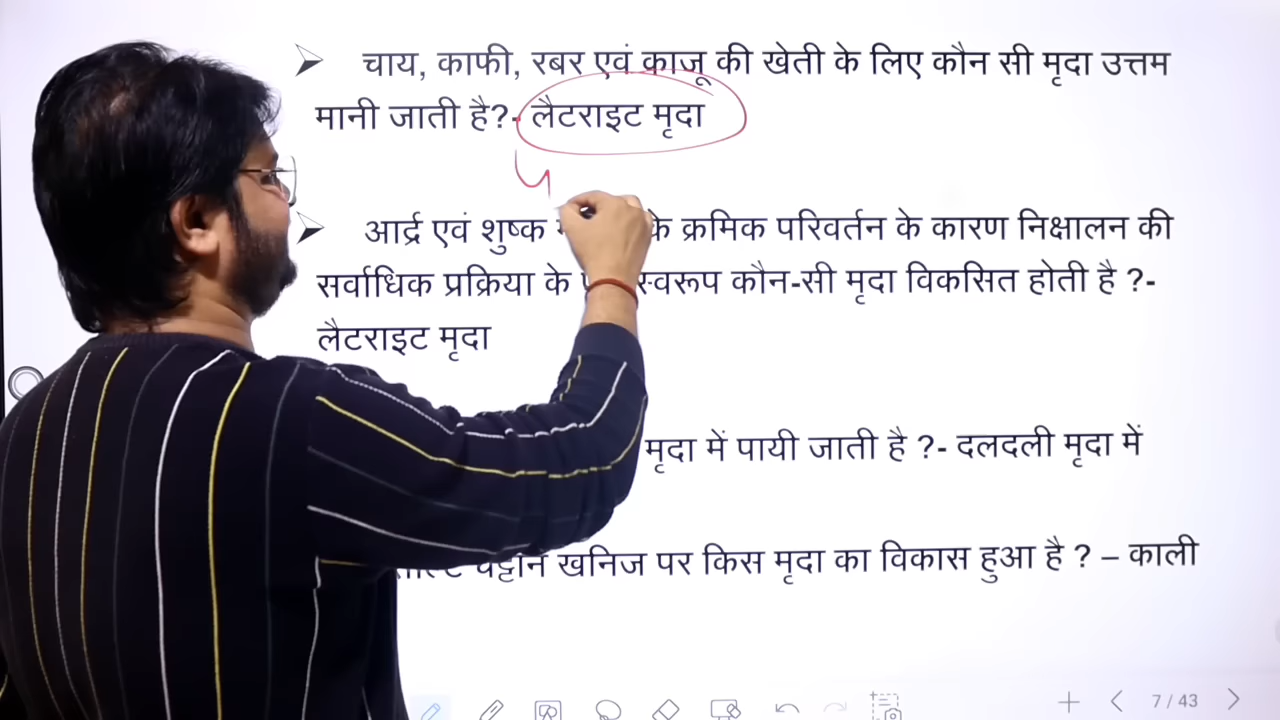 चाय, काफी, रबर एवं काजू की खेती के लिए कौन सी मृदा उत्तम
मानी जाती है?- लैटराइट मृदा
आर्द्र एवं शुष्क के क्रमिक परिवर्तन के कारण निक्षालन की
सर्वाधिक प्रक्रिया के स्वरूप कौन-सी मृदा विकसित होती है ?-
लैटराइट मृदा
मृदा में पायी जाती है ?- दलदली मृदा में
चट्टान खनिज पर किस मृदा का विकास हुआ है ? – काली
7 / 43